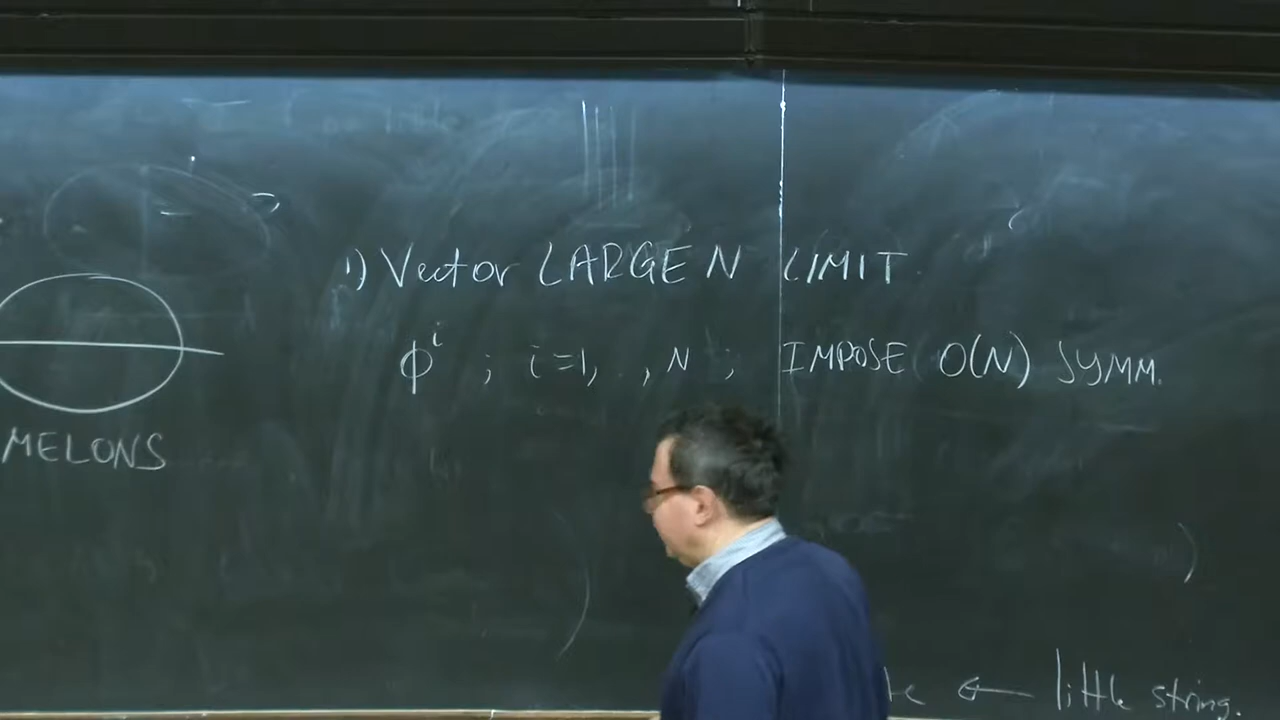 1) Vector LARGE N LIMIT
ϕ^i ; i=1, , N ; IMPOSE O(N) SYMM.
MELONS
← little string.